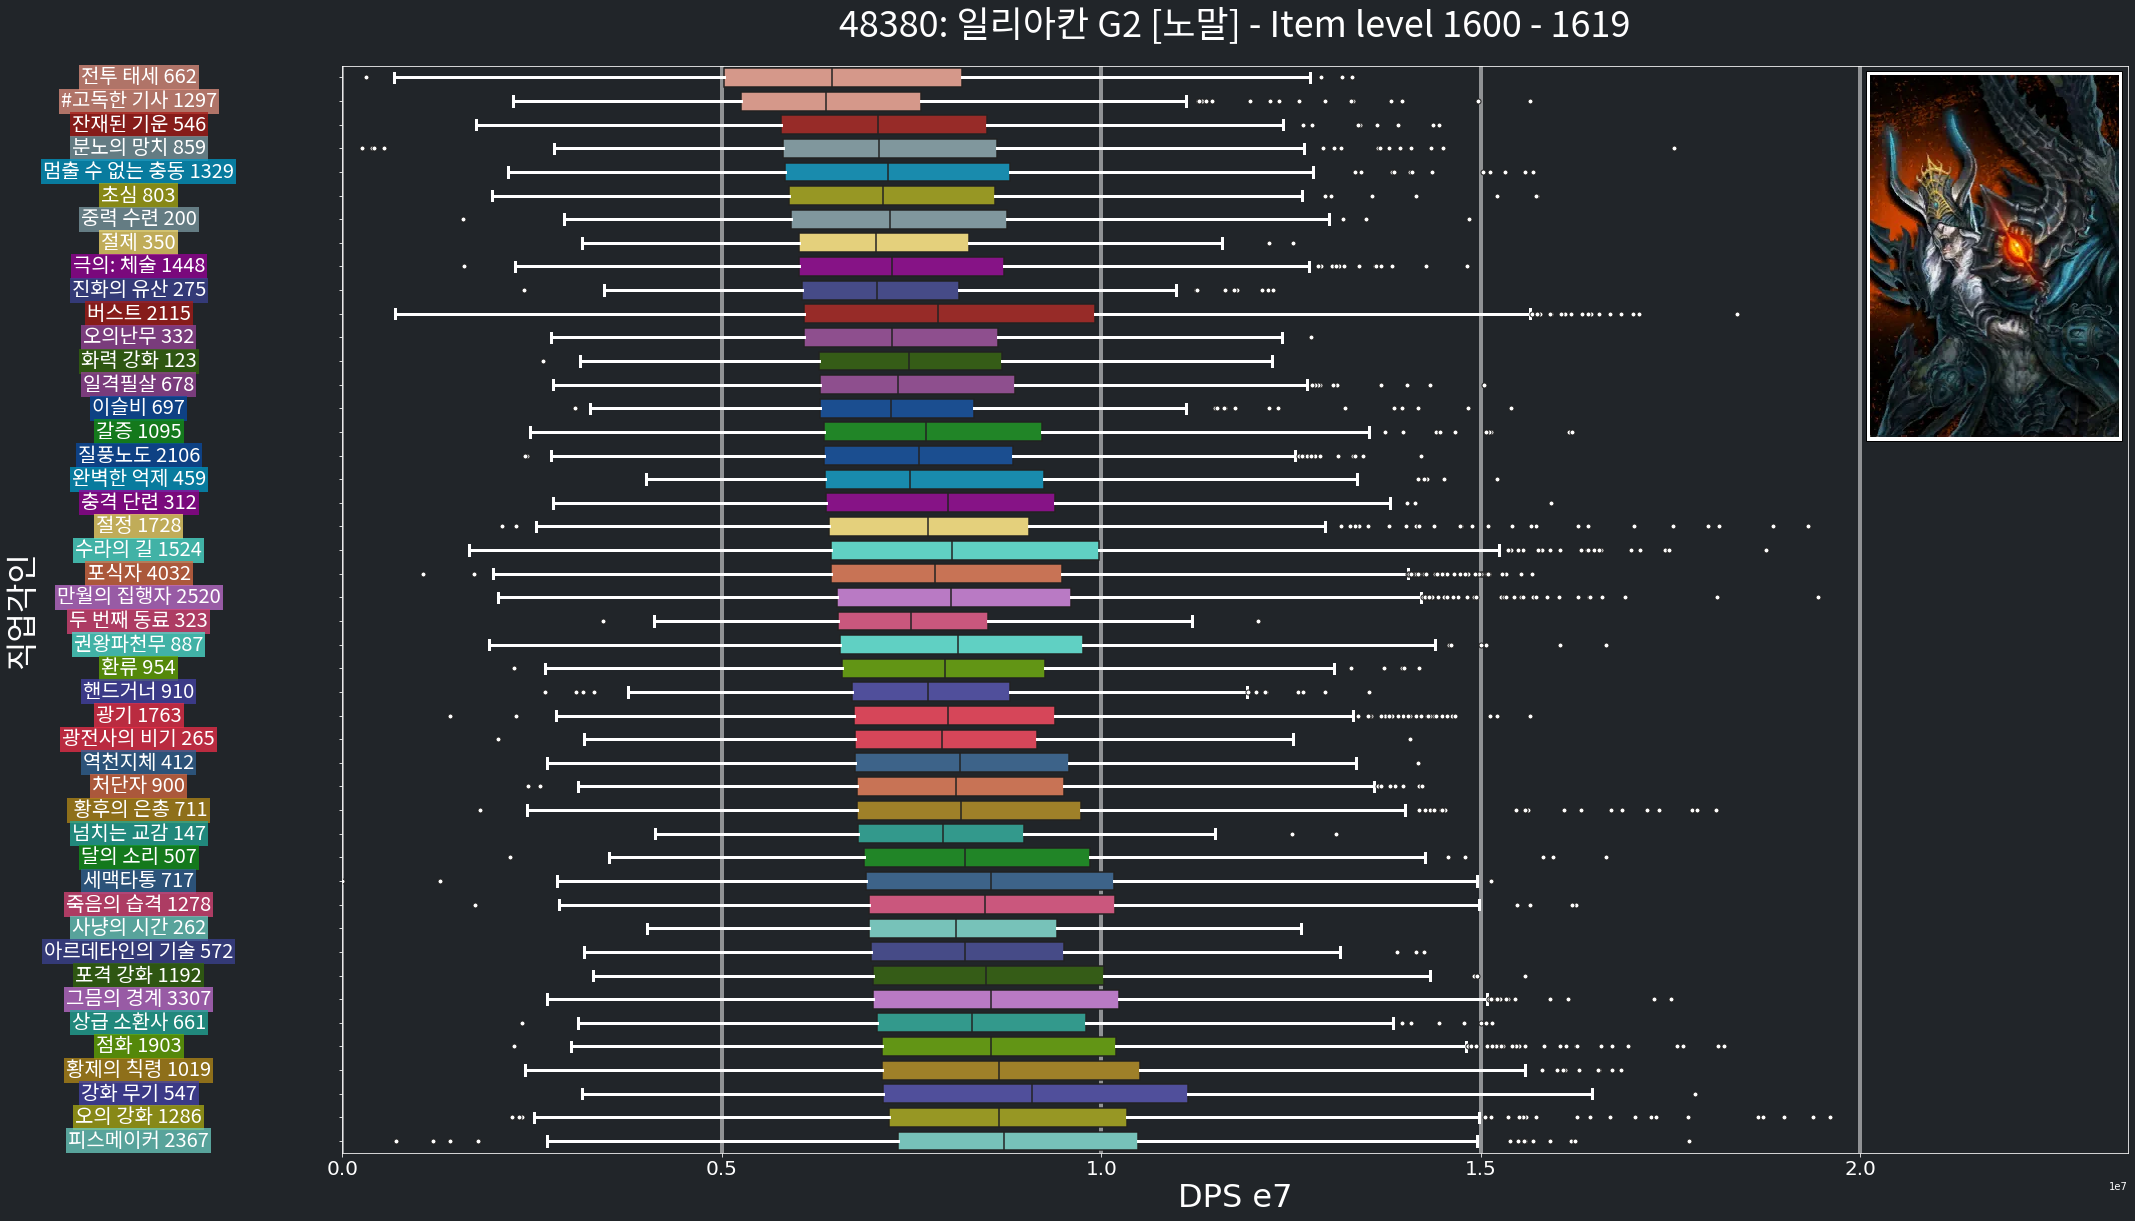 48380: 일리아칸 G2 [노말] - Item level 1600 - 1619
전투 태세 662
#고독한 기사 1297
잔재된 기운 546
분노의 망치 859
멈출 수 없는 충동 1329
초심 803
중력 수련 200
절제 350
극의: 체술 1448
진화의 유산 275
버스트 2115
오의난무 332
화력 강화 123
일격필살 678
이슬비 697
갈증 1095
질풍노도 2106
완벽한 억제 459
충격 단련 312
절정 1728
수라의 길 1524
포식자 4032
만월의 집행자 2520
두 번째 동료 323
권왕파천무 887
환류 954
핸드거너 910
광기 1763
광전사의 비기 265
역천지체 412
처단자 900
황후의 은총 711
넘치는 교감 147
달의 소리 507
세맥타통 717
죽음의 습격 1278
사냥의 시간 262
아르데타인의 기술 572
포격 강화 1192
그믐의 경계 3307
상급 소환사 661
점화 1903
황제의 칙령 1019
강화 무기 547
오의 강화 1286
피스메이커 2367
직업각인
0.0 0.5 1.0 1.5 2.0
DPS e7
1e7